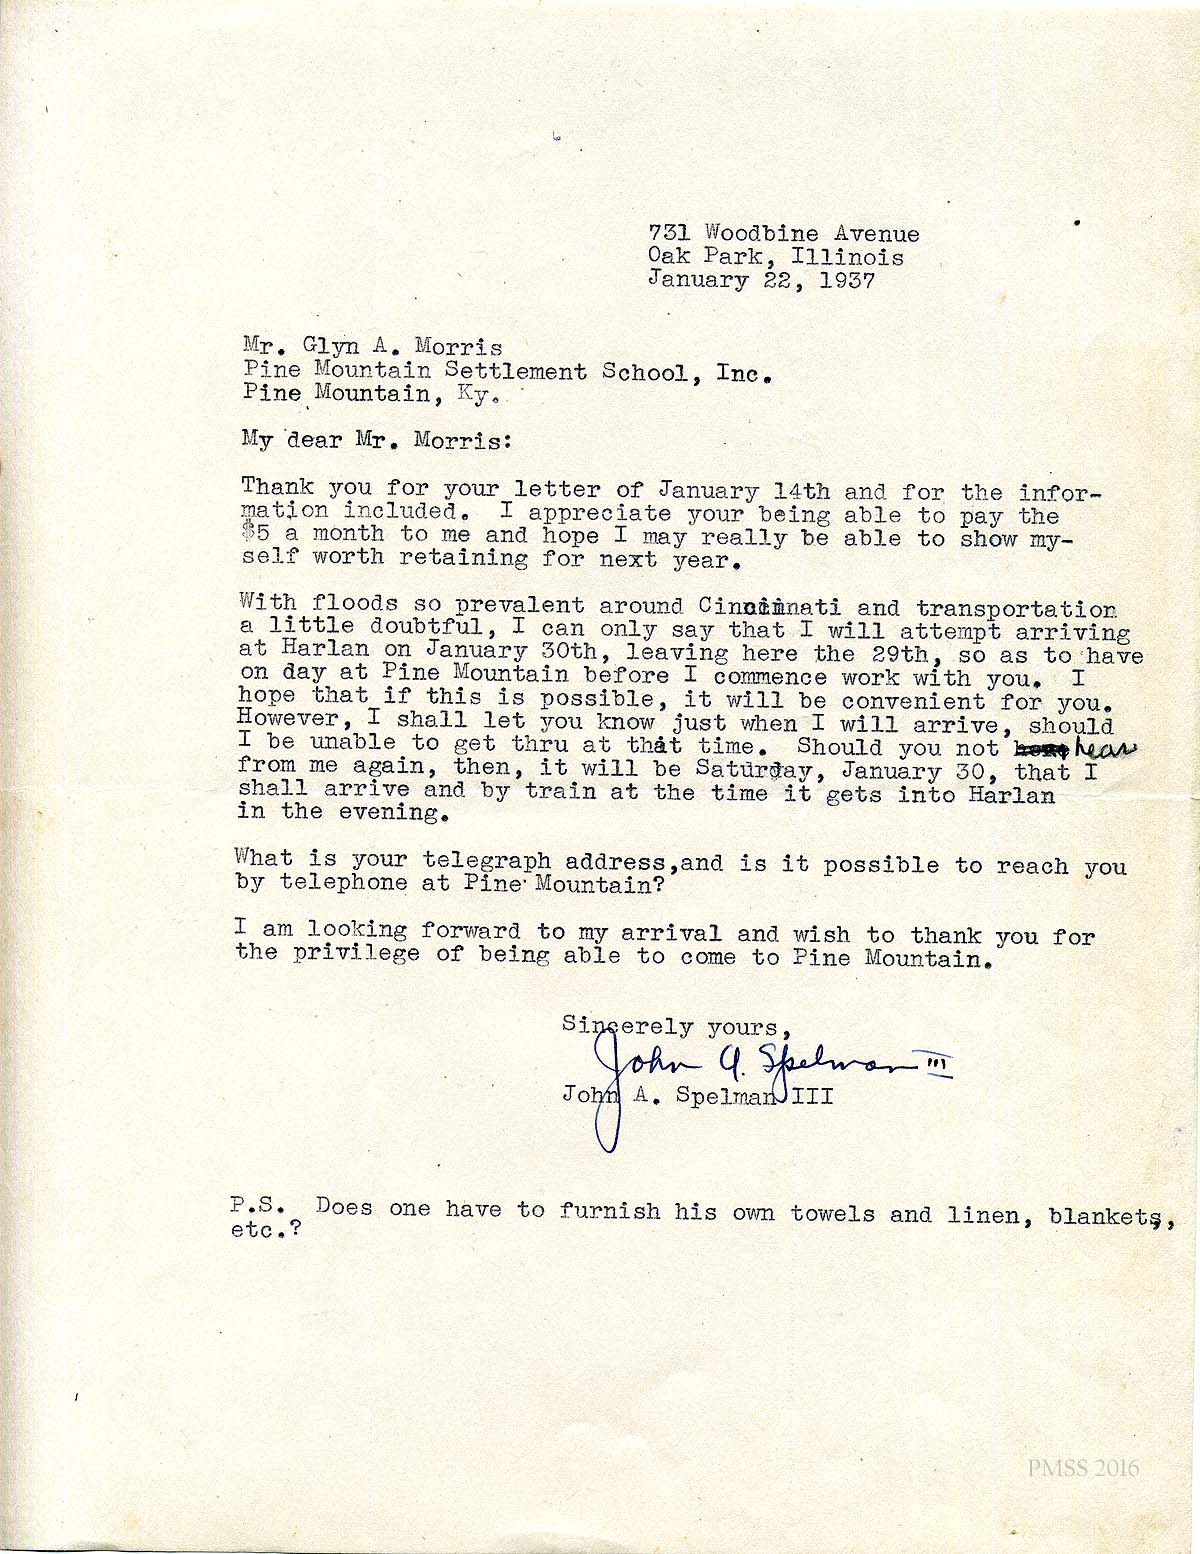 731 Woodbine Avenue
Oak Park, Illinois
January 22, 1937
Mr. Glyn A. Morris
Pine Mountain Settlement School, Inc.
Pine Mountain, Ky.
My dear Mr. Morris:
Thank you for your letter of January 14th and for the infor-
mation included. I appreciate your being able to pay the
$5 a month to me and hope I may really be able to show my-
self worth retaining for next year.
With floods so prevalent around Cincinnati and transportation
a little doubtful, I can only say that I will attempt arriving
at Harlan on January 30th, leaving here the 29th, so as to have
on day at Pine Mountain before I commence work with you. I
hope that if this is possible, it will be convenient for you.
However, I shall let you know just when I will arrive, should
I be unable to get thru at that time. Should you not hear
from me again, then, it will be Saturday, January 30, that I
shall arrive and by train at the time it gets into Harlan
in the evening.
What is your telegraph address,and is it possible to reach you
by telephone at Pine Mountain?
I am looking forward to my arrival and wish to thank you for
the privilege of being able to come to Pine Mountain.
Sincerely yours,
John A. Spelman III
John A. Spelman III
P.S. Does one have to furnish his own towels and linen, blankets,
etc.?
PMSS 2016